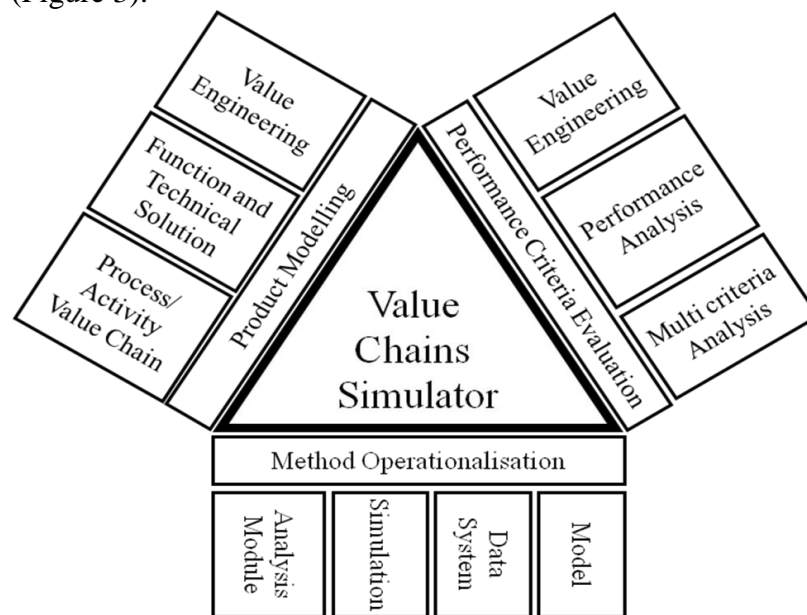 (Figure 3).
Value
Engineering
Function and
Technical
Solution
Process/
Activity
Value Chain
Product Modelling
Value
Engineering
Performance
Analysis
Multi criteria
Analysis
Performance Criteria Evaluation
Value
Chains
Simulator
Method Operationalisation
Analysis
Module
Simulation
Data
System
Model